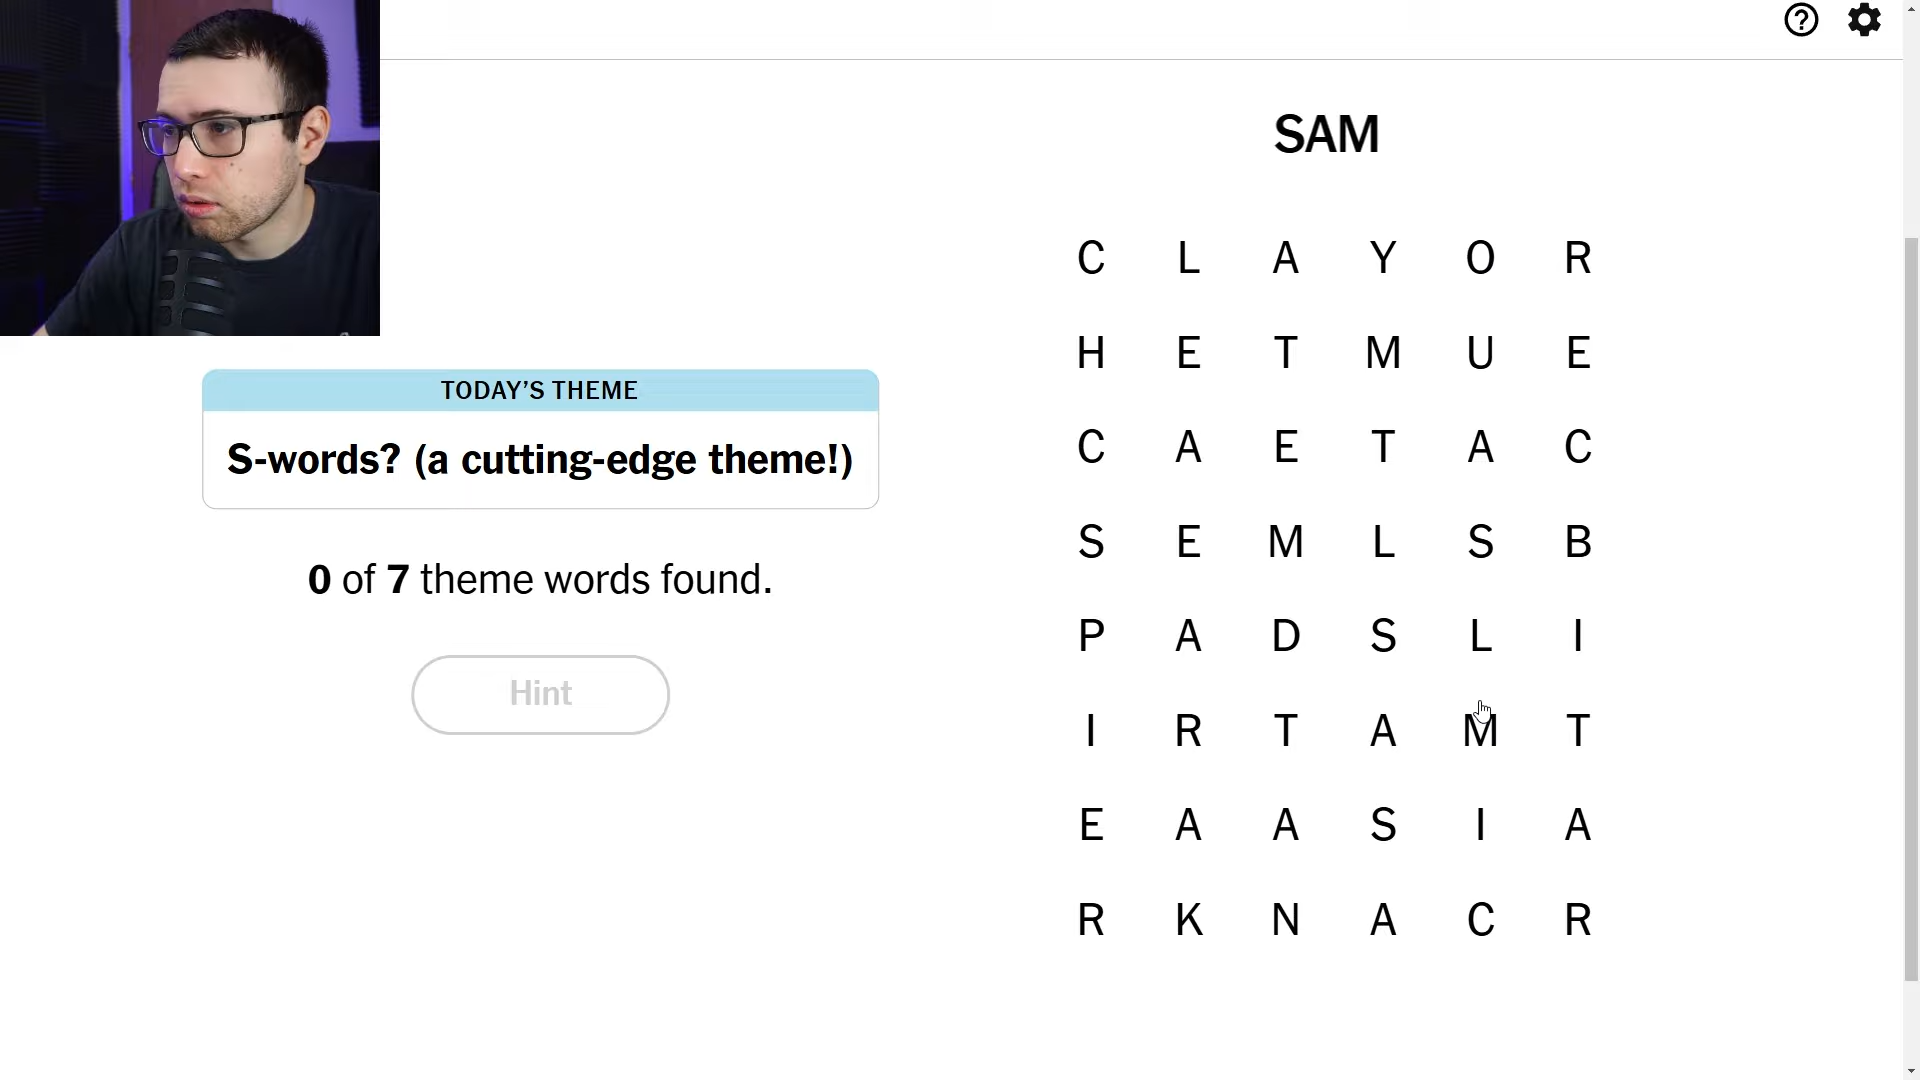 SAM
C L A Y O R
H E T M U E
C A E T A C
S E M L S B
P A D S L I
I R T A M T
E A A S I A
R K N A C R
TODAY’S THEME
S-words? (a cutting-edge theme!)
0 of 7 theme words found.
Hint